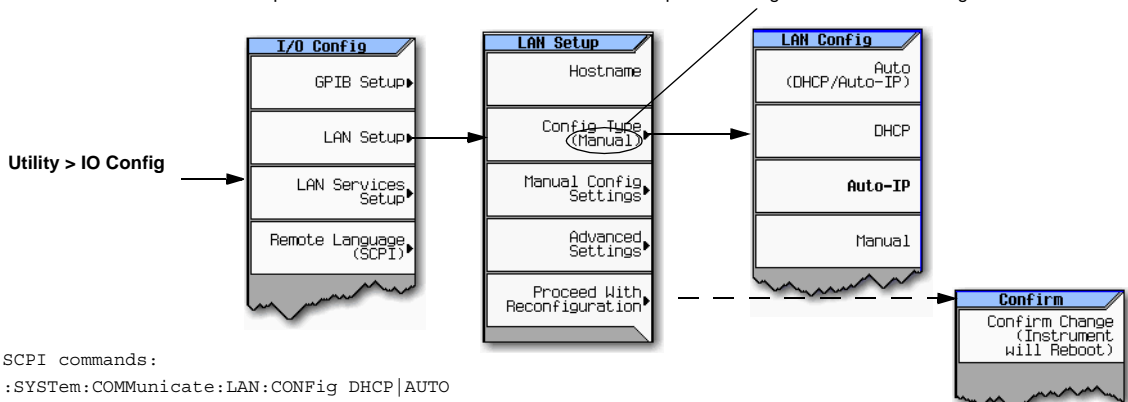 I/O Config
GPIB Setup
LAN Setup
LAN Services
Setup
Remote Language
(SCPI)
LAN Setup
Hostname
Config Type
(Manual)
Manual Config
Settings
Advanced
Settings
Proceed With
Reconfiguration
LAN Config
Auto
(DHCP/Auto-IP)
DHCP
Auto-IP
Manual
Utility > IO Config
Confirm
Confirm Change
(Instrument
will Reboot)
SCPI commands:
:SYSTem:COMMunicate:LAN:CONFig DHCP|AUTO